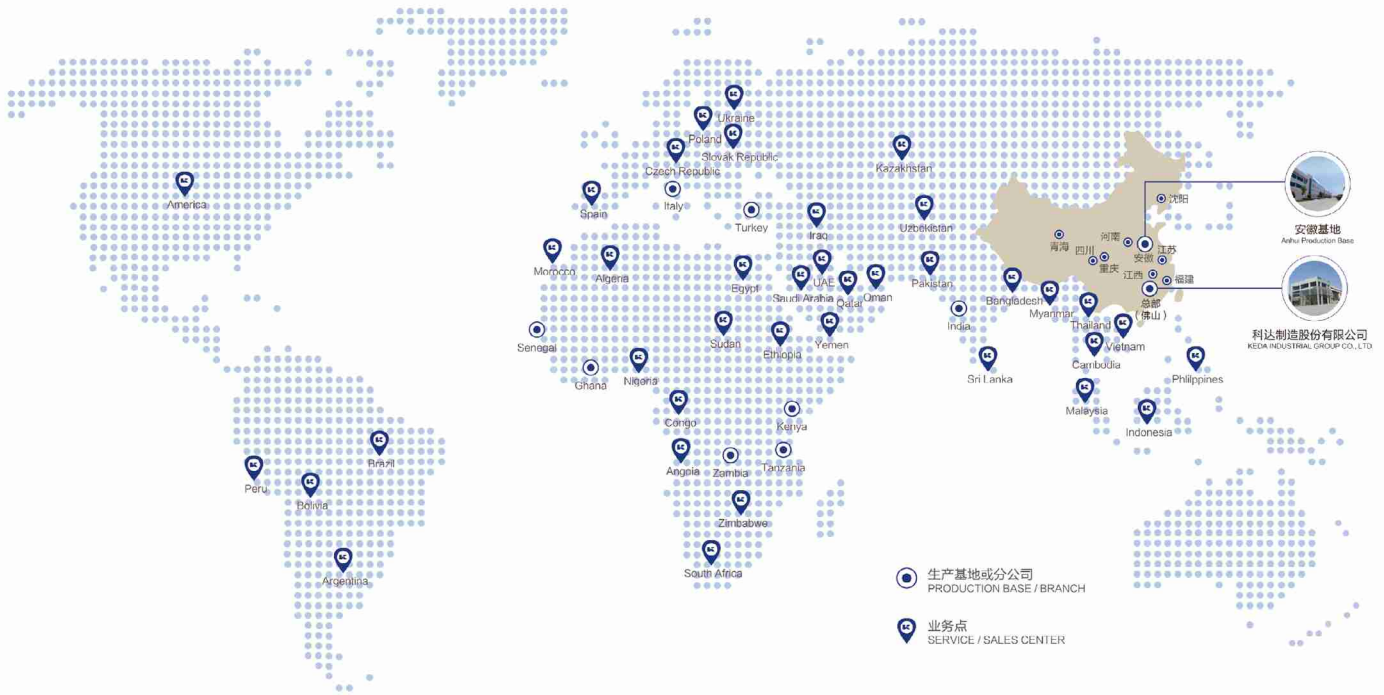 Ukraine
Poland
Slovak Republic
Czech Republic
Kazakhstan
America
Spain
Italy
Turkey
Iraq
Uzbekistan
沈阳
青海
河南
四川
重庆
安徽
江苏
江西
福建
总部
（佛山）
安徽基地
Anhui Production Base
科达制造股份有限公司
KEDA INDUSTRIAL GROUP CO., LTD.
Morocco
Algeria
Egypt
Saudi Arabia
UAE
Qatar
Oman
Pakistan
Bangladesh
Myanmar
India
Thailand
Vietnam
Cambodia
Senegal
Ghana
Nigeria
Sudan
Ethiopia
Yemen
Sri Lanka
Phlilppines
Malaysia
Indonesia
Congo
Kenya
Angola
Zambia
Tanzania
Zimbabwe
South Africa
Brazil
Peru
Bolivia
Argentina
生产基地或分公司
PRODUCTION BASE / BRANCH
业务点
SERVICE / SALES CENTER